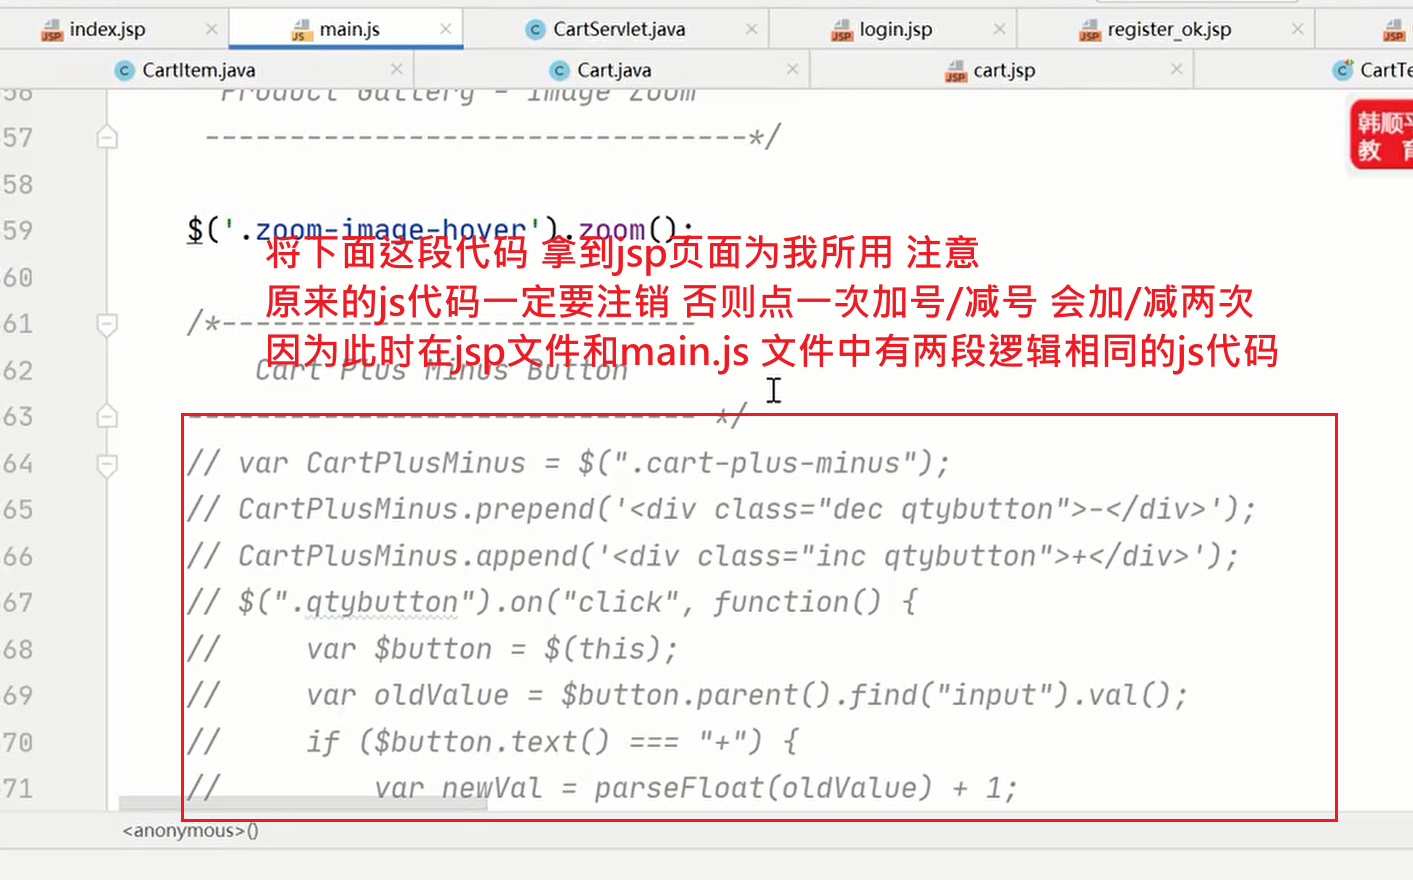 index.jsp main.js CartServlet.java login.jsp register_ok.jsp
CartItem.java Cart.java cart.jsp
Product Gallery - Image Zoom
57 -------------------------------*/
韩顺平
教 育
58
59 $('.zoom-image-hover').zoom();
将下面这段代码 拿到jsp页面为我所用 注意
60
原来的js代码一定要注销 否则点一次加号/减号 会加/减两次
61 /*----------------------------
因为此时在jsp文件和main.js 文件中有两段逻辑相同的js代码
62 Cart Plus Minus Button
63 ------------------------------ */
64 // var CartPlusMinus = $(".cart-plus-minus");
65 // CartPlusMinus.prepend('<div class="dec qtybutton">-</div>');
66 // CartPlusMinus.append('<div class="inc qtybutton">+</div>');
67 // $(".qtybutton").on("click", function() {
68 // var $button = $(this);
69 // var oldValue = $button.parent().find("input").val();
70 // if ($button.text() === "+") {
71 // var newVal = parseFloat(oldValue) + 1;
<anonymous>()